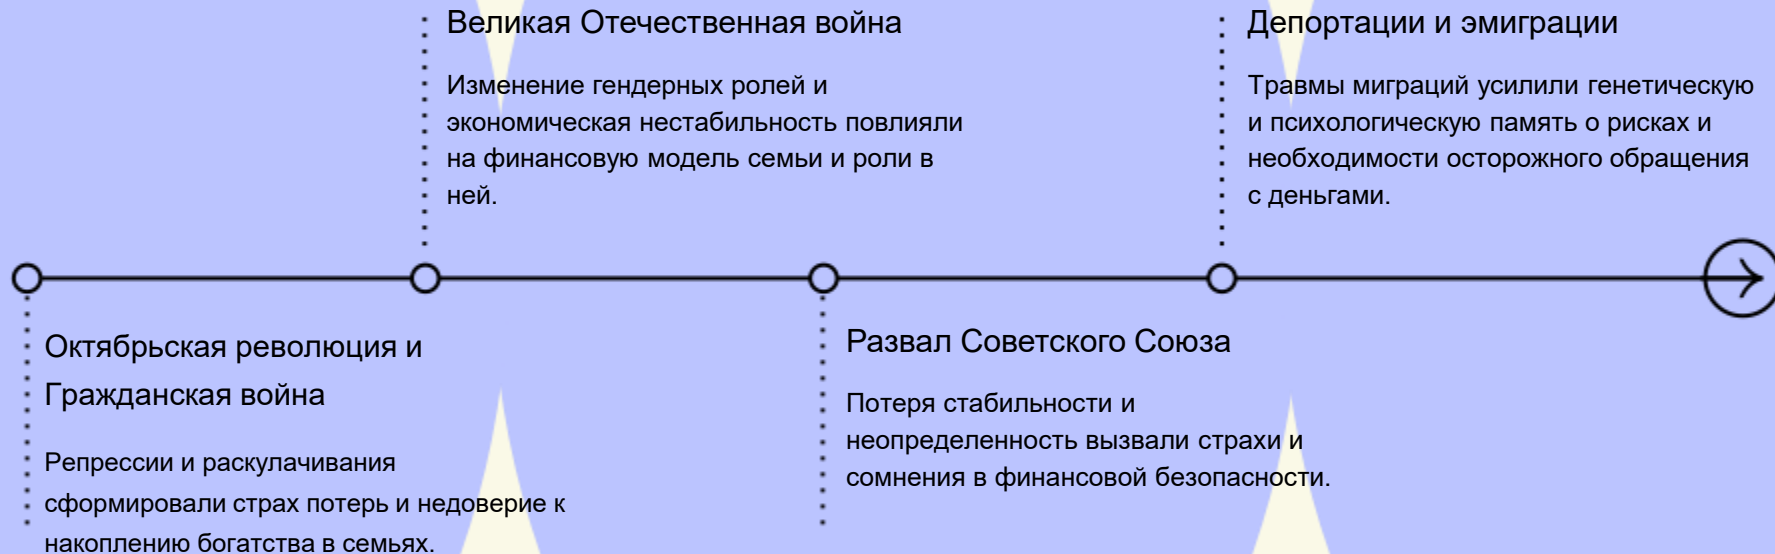 Великая Отечественная война
Изменение гендерных ролей и
экономическая нестабильность повлияли
на финансовую модель семьи и роли в
ней.
Депортации и эмиграции
Травмы миграций усилили генетическую
и психологическую память о рисках и
необходимости осторожного обращения
с деньгами.
Октябрьская революция и
Гражданская война
Репрессии и раскулачивания
сформировали страх потерь и недоверие к
накоплению богатства в семьях.
Развал Советского Союза
Потеря стабильности и
неопределенность вызвали страхи и
сомнения в финансовой безопасности.